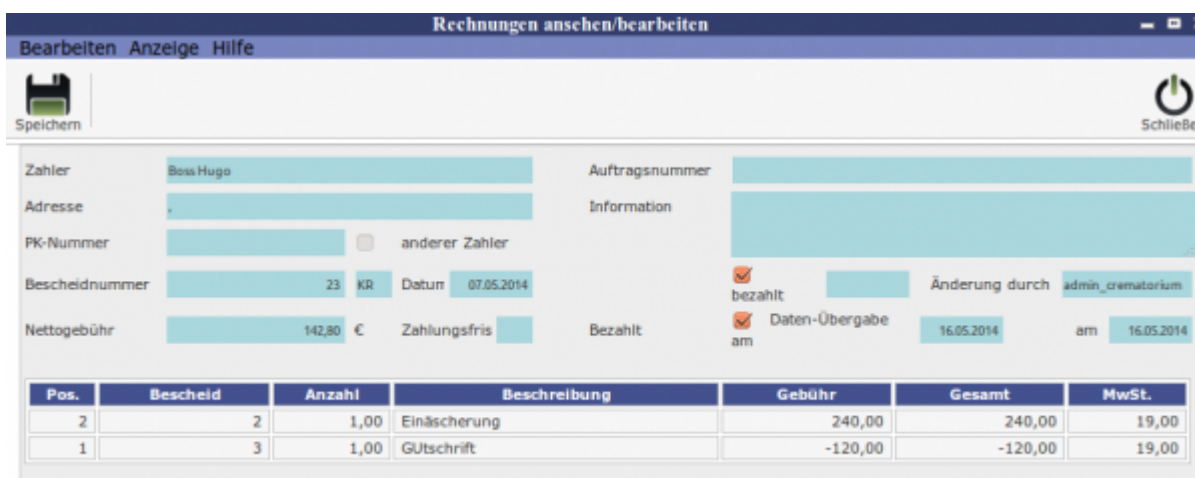 Rechnungen ansehen/bearbeiten
Bearbeiten Anzeige Hilfe
Speichern
Schließe
Zahler Boss Hugo Auftragsnummer
Adresse , Information
PK-Nummer anderer Zahler
Bescheidnummer 23 KR Datum 07.05.2014 bezahlt Änderung durch admin_crematorium
Nettogebühr 142,80 € Zahlungsfris Bezahlt Daten-Übergabe am 16.05.2014 am 16.05.2014
Pos. Bescheid Anzahl Beschreibung Gebühr Gesamt MwSt.
2 2 1,00 Einäscherung 240,00 240,00 19,00
1 3 1,00 GUtschrift -120,00 -120,00 19,00